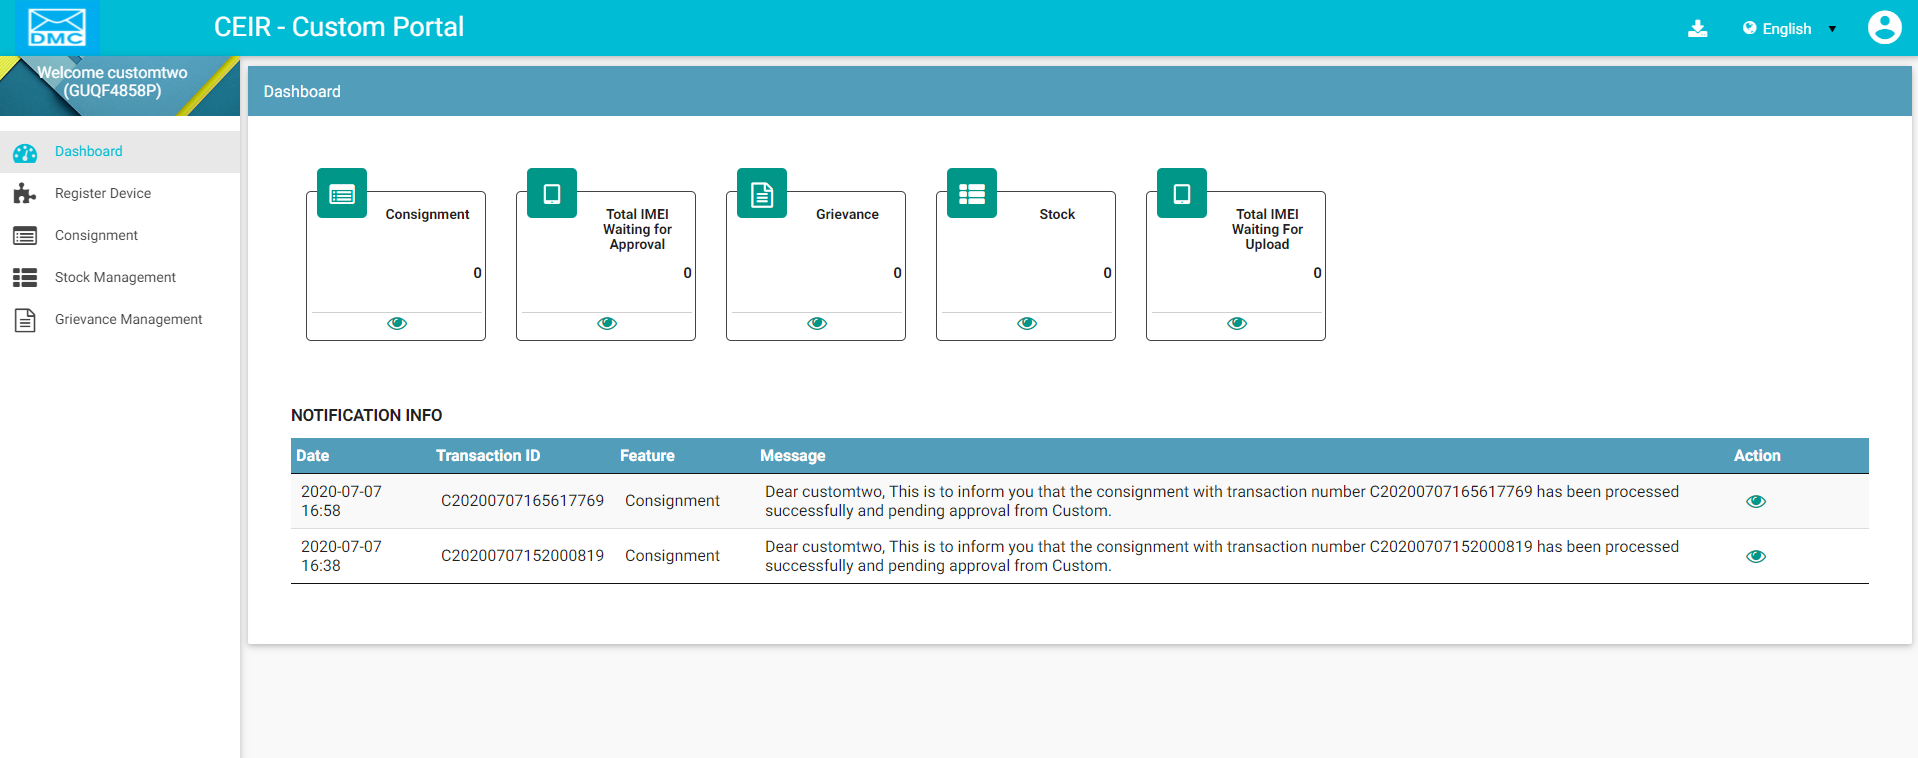 DMC
CEIR - Custom Portal
English
Welcome customtwo
(GUQF4858P)
Dashboard
Register Device
Consignment
Stock Management
Grievance Management
Dashboard
Consignment
0
Total IMEI
Waiting for
Approval
0
Grievance
0
Stock
0
Total IMEI
Waiting For
Upload
0
NOTIFICATION INFO
Date Transaction ID Feature Message Action
2020-07-07
16:58
C20200707165617769
Consignment
Dear customtwo, This is to inform you that the consignment with transaction number C20200707165617769 has been processed
successfully and pending approval from Custom.
2020-07-07
16:38
C20200707152000819
Consignment
Dear customtwo, This is to inform you that the consignment with transaction number C20200707152000819 has been processed
successfully and pending approval from Custom.